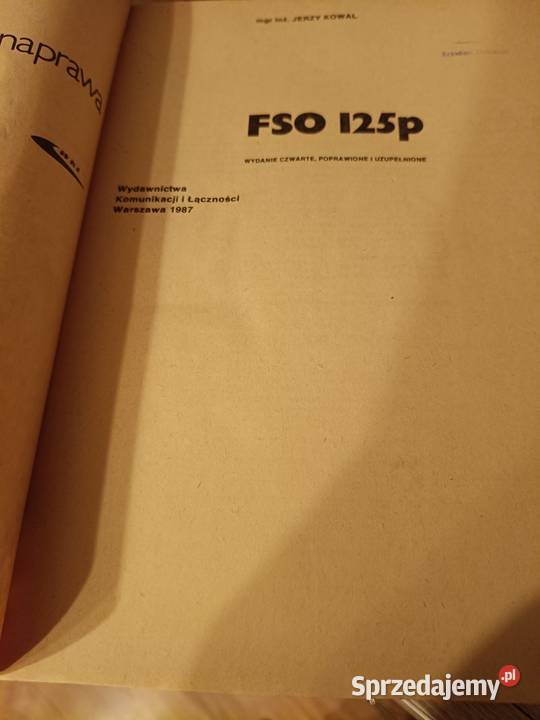 naprawa
mgr inż. JERZY KOWAL
FSO 125p
WYDANIE CZWARTE, POPRAWIONE I UZUPEŁNIONE
Wydawnictwa
Komunikacji i Łączności
Warszawa 1987
Sprzedajemy.pl